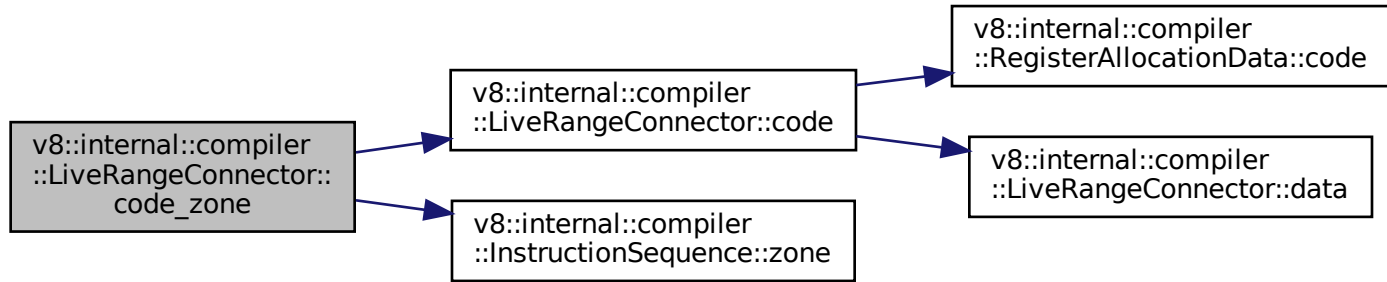 v8::internal::compiler
::LiveRangeConnector::
code_zone
v8::internal::compiler
::LiveRangeConnector::code
v8::internal::compiler
::InstructionSequence::zone
v8::internal::compiler
::RegisterAllocationData::code
v8::internal::compiler
::LiveRangeConnector::data